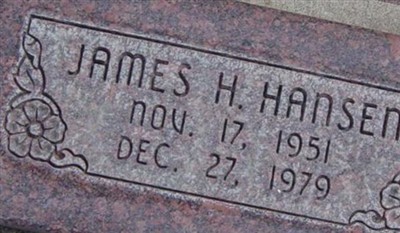 JAMES H. HANSEN
NOV. 17, 1951
DEC. 27, 1979